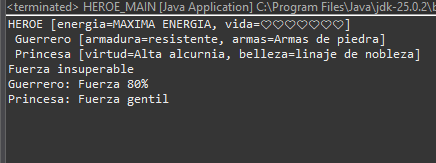 <terminated> HEROE_MAIN [Java Application] C:\Program Files\Java\jdk-25.0.2\b
HEROE [energia=MAXIMA ENERGIA, vida=♡♡♡♡♡♡♡]
Guerrero [armadura=resistente, armas=Armas de piedra]
Princesa [virtud=Alta alcurnia, belleza=linaje de nobleza]
Fuerza insuperable
Guerrero: Fuerza 80%
Princesa: Fuerza gentil